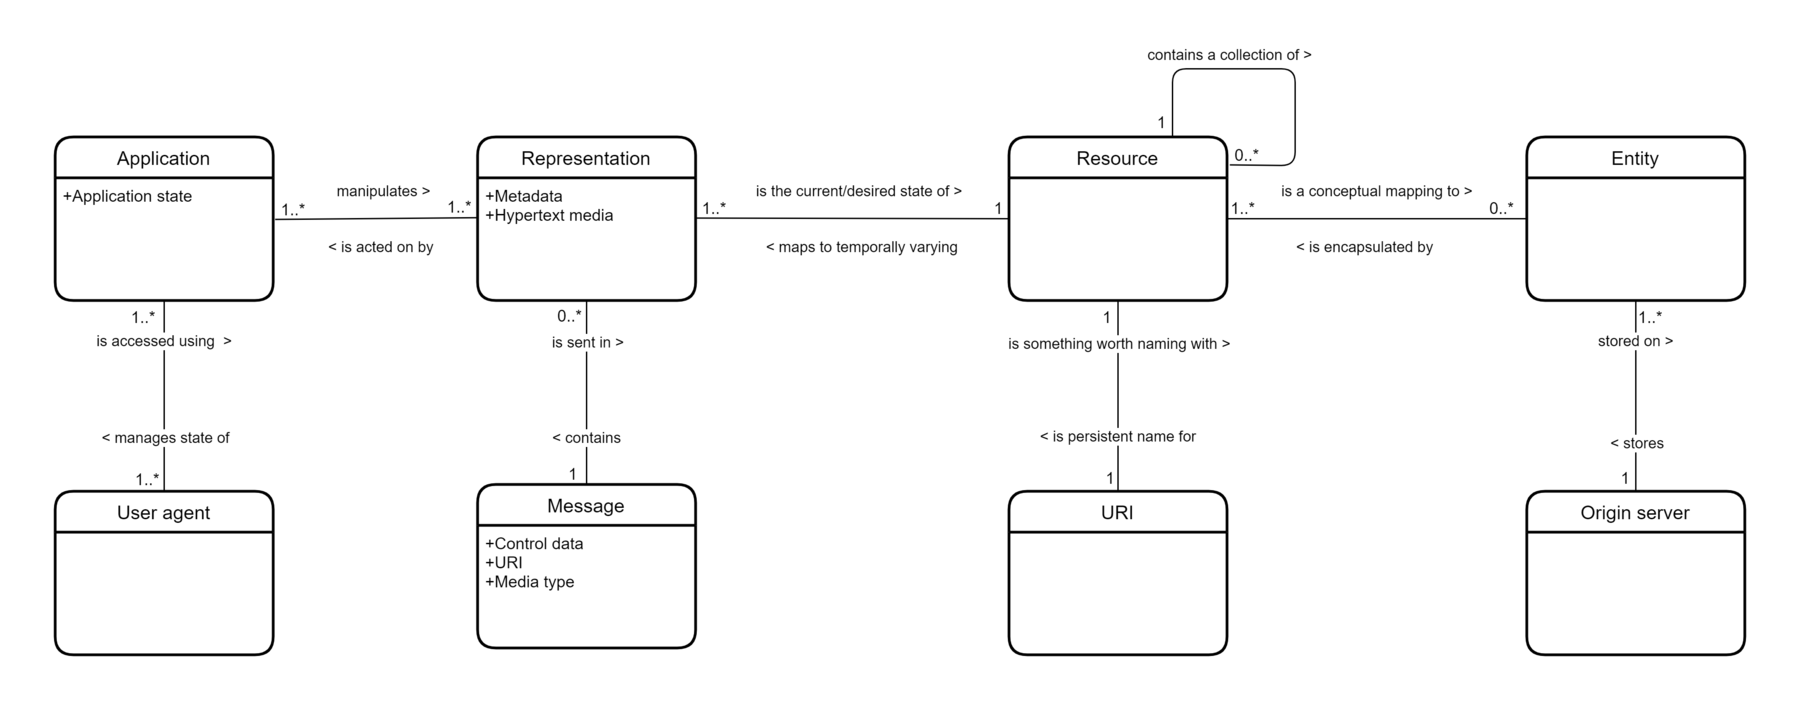 contains a collection of >
1
0..*
Application
+Application state
1..*
manipulates >
1..*
< is acted on by
Representation
+Metadata
+Hypertext media
1..*
is the current/desired state of >
1
< maps to temporally varying
Resource
1..*
is a conceptual mapping to >
0..*
< is encapsulated by
Entity
1..*
is accessed using >
< manages state of
1..*
0..*
is sent in >
< contains
1
1
is something worth naming with >
< is persistent name for
1
1..*
stored on >
< stores
1
User agent
Message
+Control data
+URI
+Media type
URI
Origin server